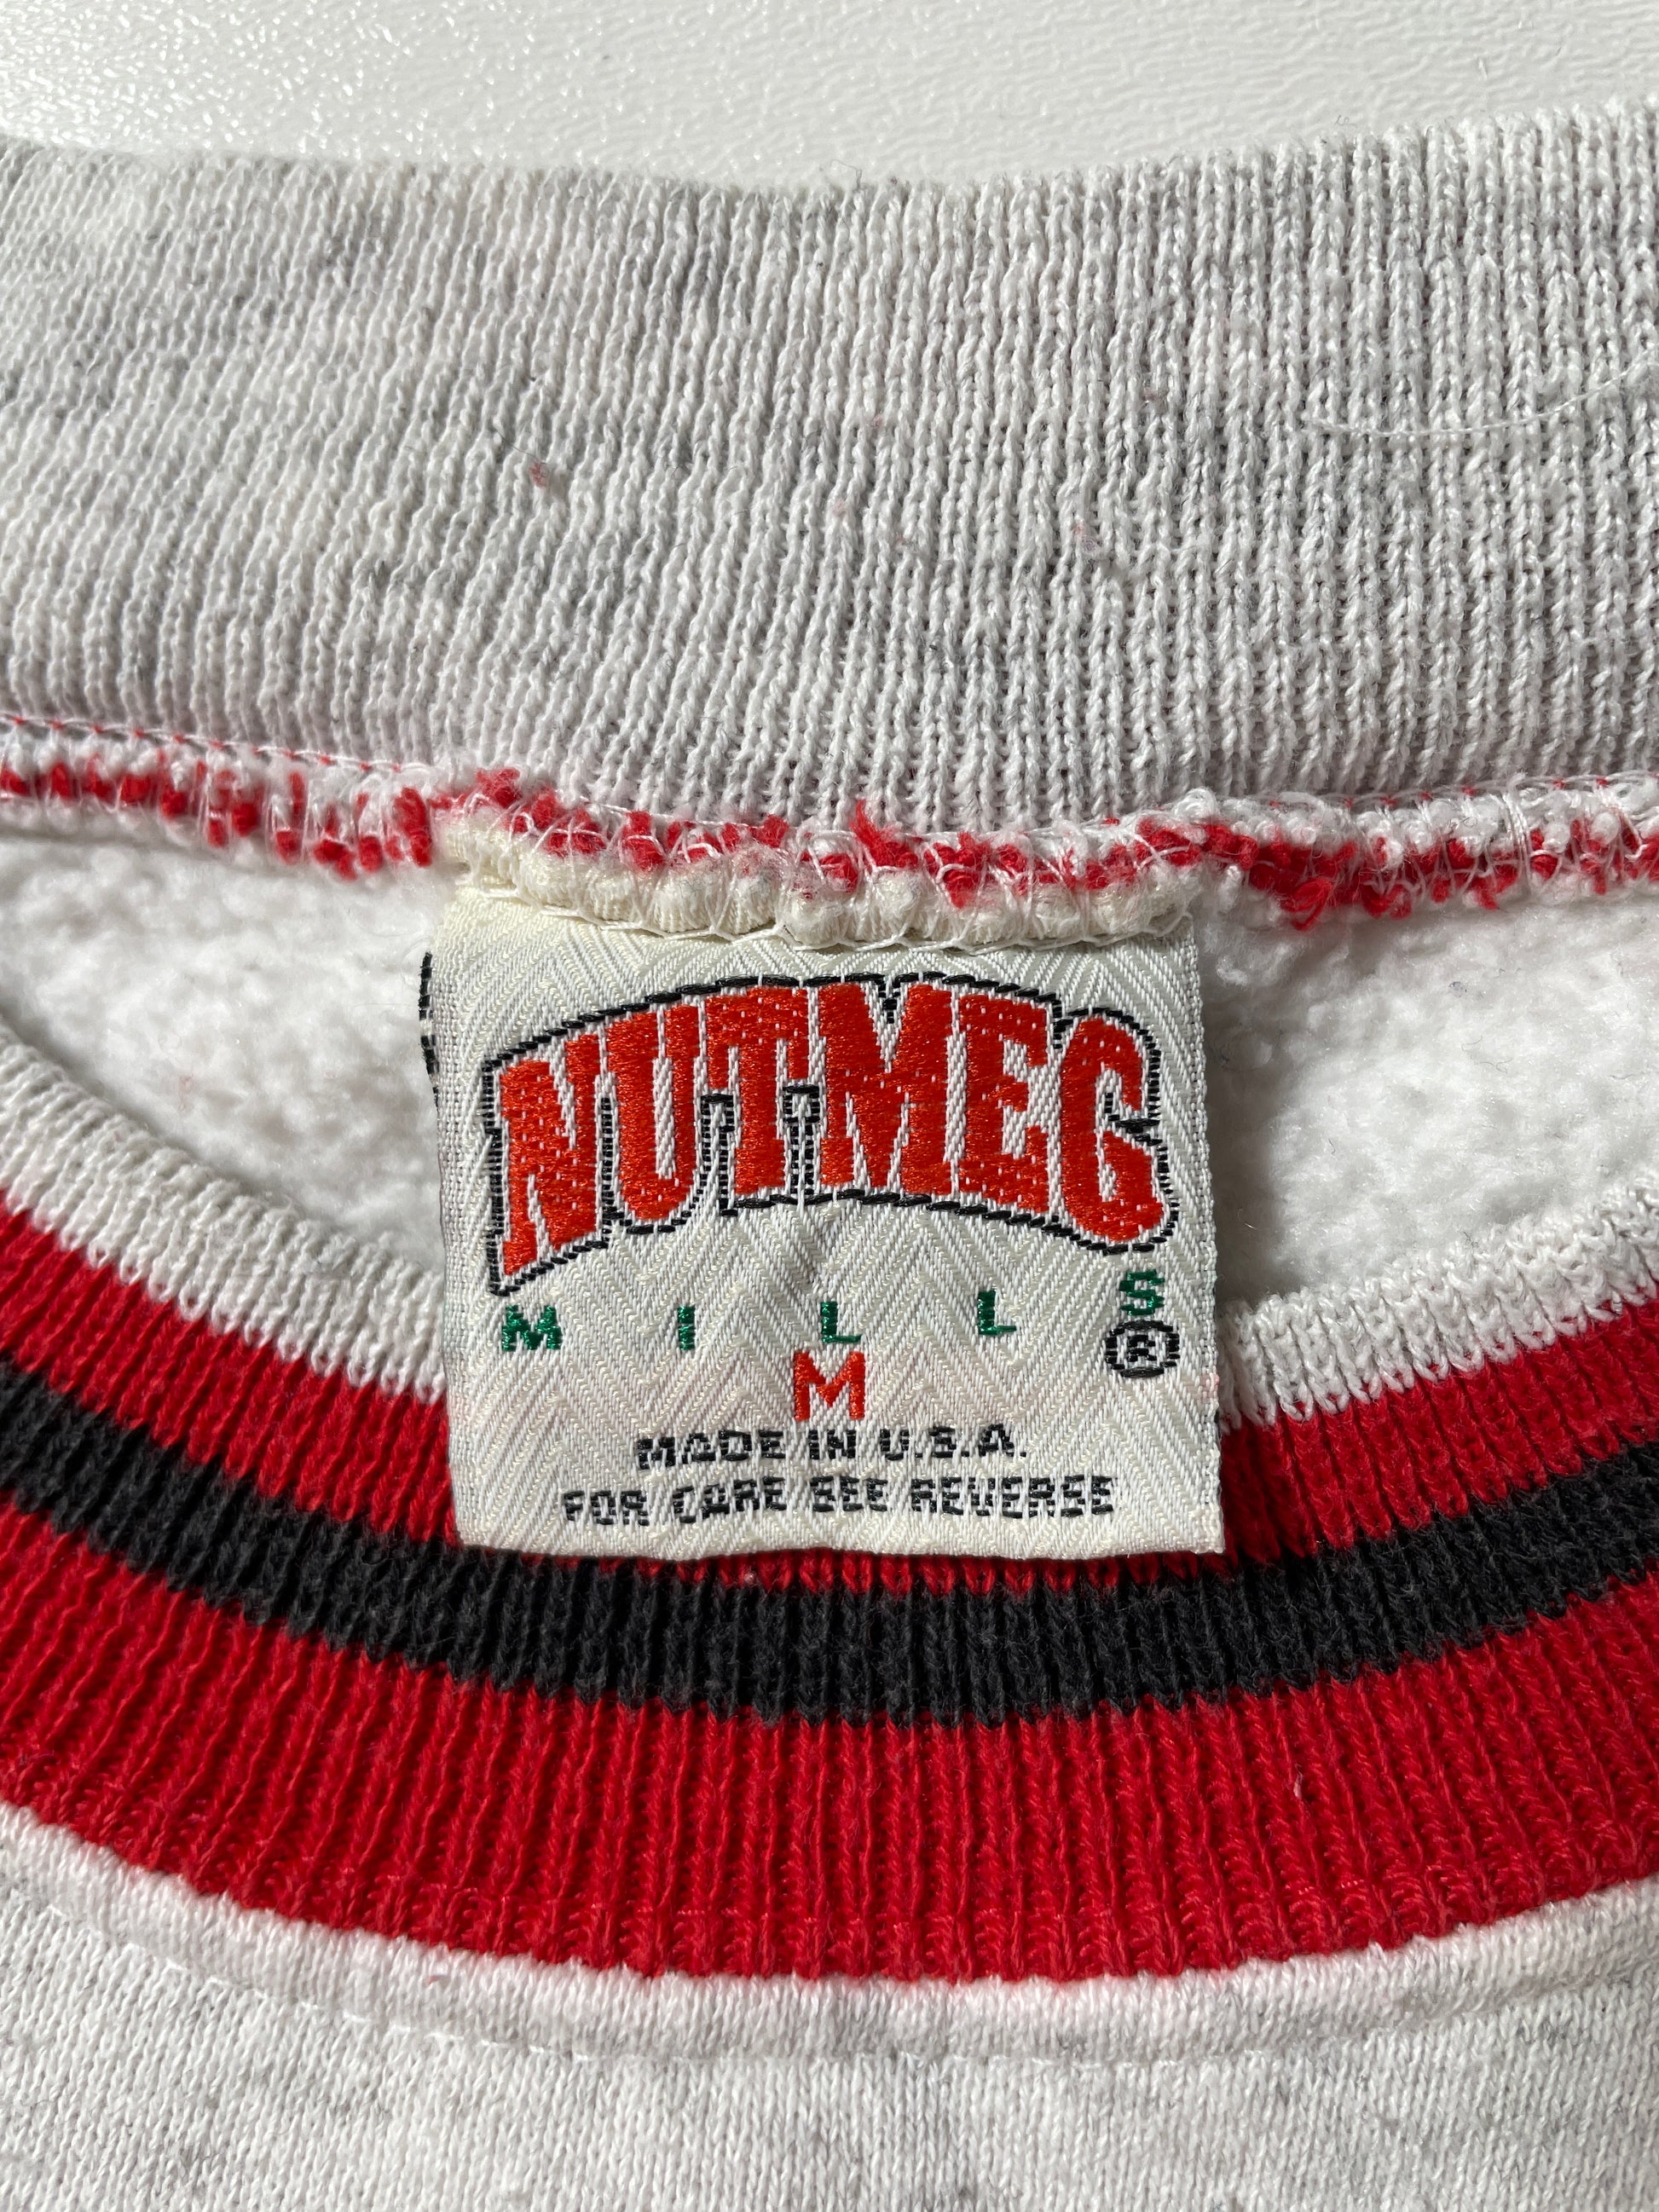 NUTMEG
MILLS®
M
MADE IN U.S.A.
FOR CARE SEE REVERSE